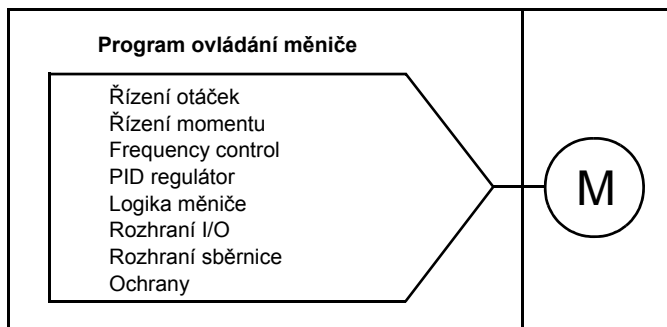 Program ovládání měniče
Řízení otáček
Řízení momentu
Frequency control
PID regulátor
Logika měniče
Rozhraní I/O
Rozhraní sběrnice
Ochrany
M